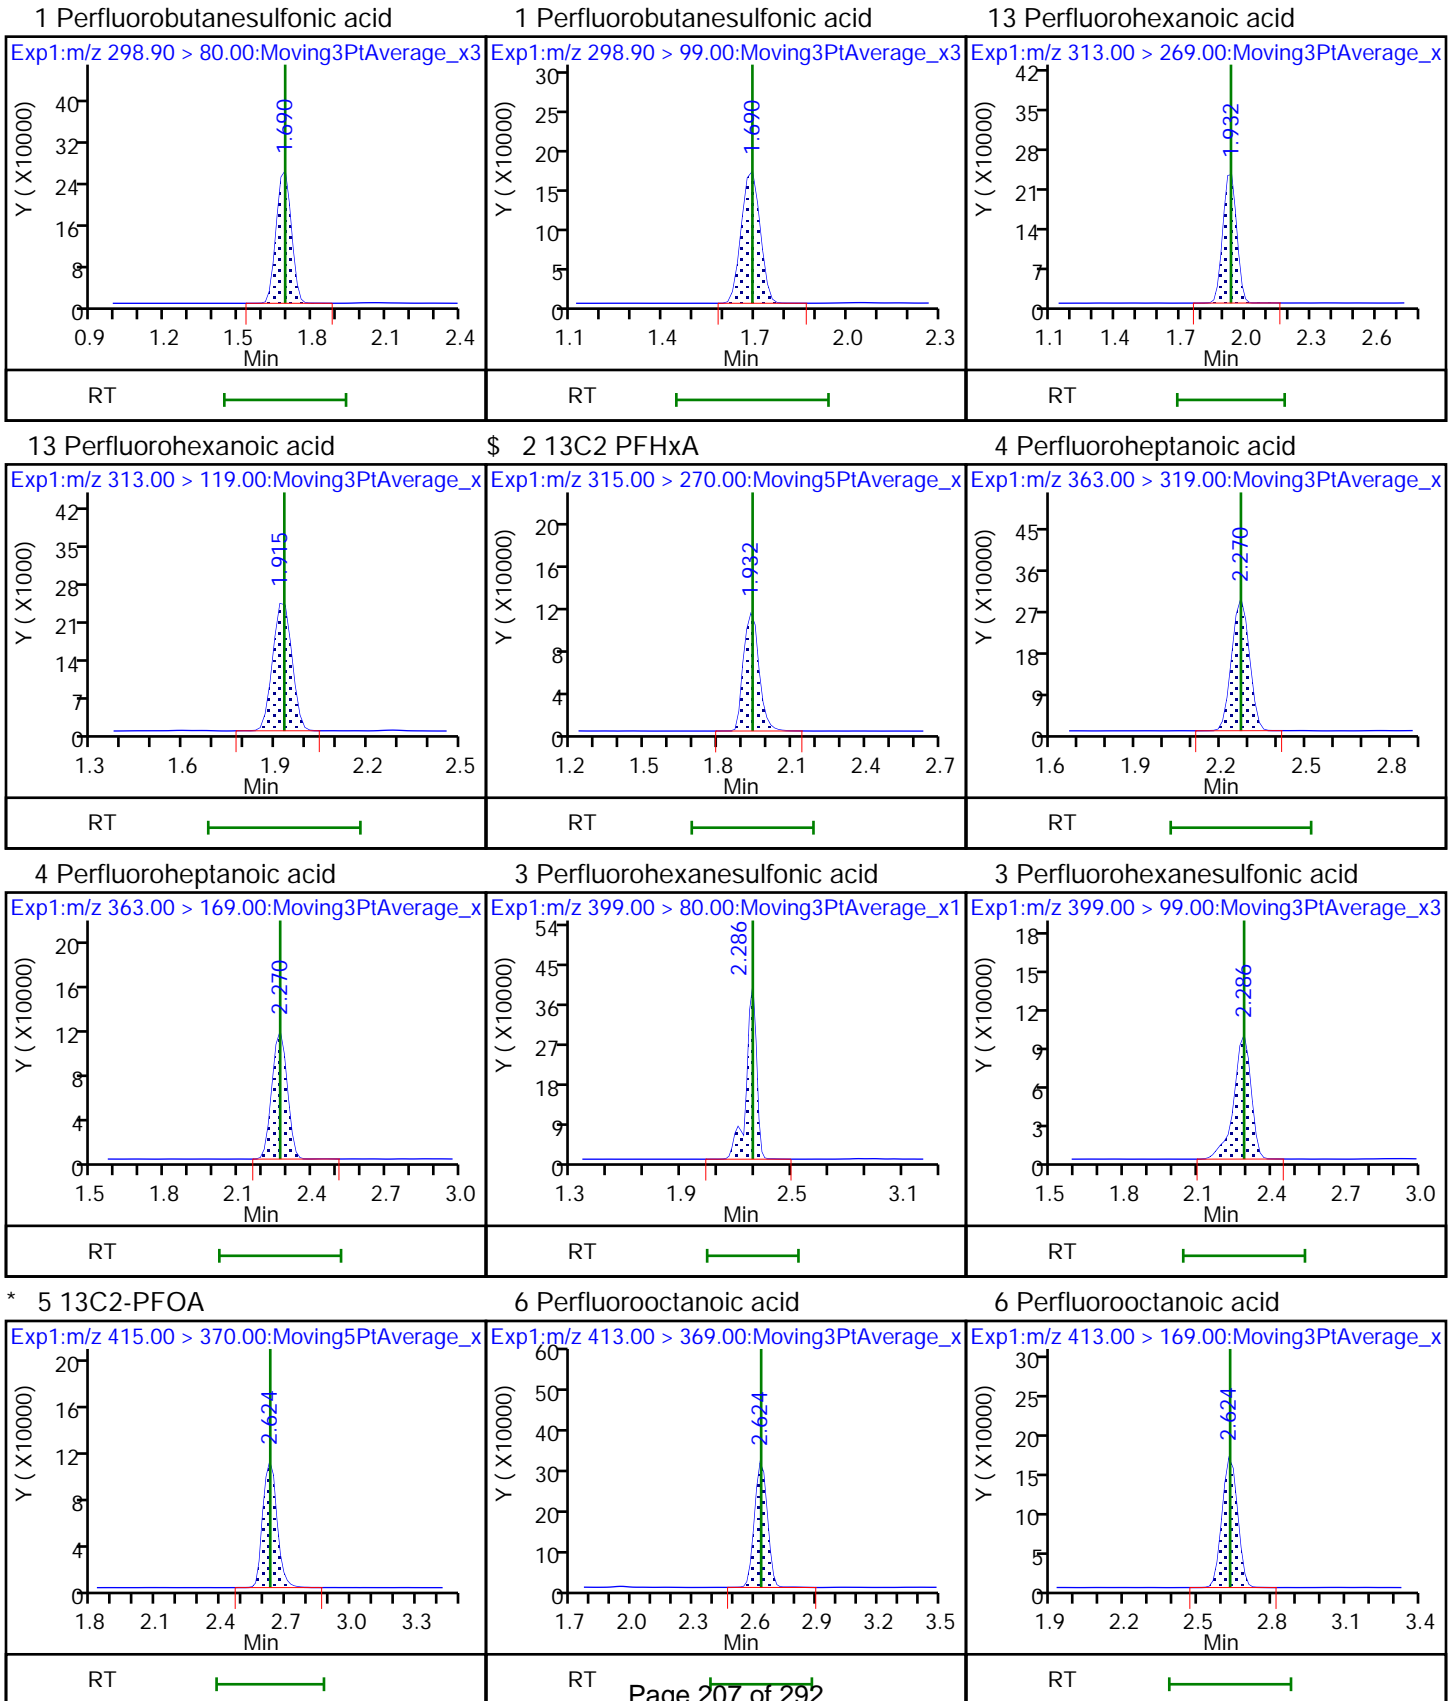 1 Perfluorobutanesulfonic acid
Exp1:m/z 298.90 > 80.00:Moving3PtAverage_x3
Y ( X10000)
40
32
24
16
8
0
1.690
0.9 1.2 1.5 1.8 2.1 2.4
Min
RT
1 Perfluorobutanesulfonic acid
Exp1:m/z 298.90 > 99.00:Moving3PtAverage_x3
Y ( X10000)
30
25
20
15
10
5
0
1.690
1.1 1.4 1.7 2.0 2.3
Min
RT
13 Perfluorohexanoic acid
Exp1:m/z 313.00 > 269.00:Moving3PtAverage_x
Y ( X10000)
42
35
28
21
14
7
0
1.932
1.1 1.4 1.7 2.0 2.3 2.6
Min
RT
13 Perfluorohexanoic acid
Exp1:m/z 313.00 > 119.00:Moving3PtAverage_x
Y ( X1000)
42
35
28
21
14
7
0
1.915
1.3 1.6 1.9 2.2 2.5
Min
RT
$ 2 13C2 PFHxA
Exp1:m/z 315.00 > 270.00:Moving5PtAverage_x
Y ( X10000)
20
16
12
8
4
0
1.932
1.2 1.5 1.8 2.1 2.4 2.7
Min
RT
4 Perfluoroheptanoic acid
Exp1:m/z 363.00 > 319.00:Moving3PtAverage_x
Y ( X10000)
45
36
27
18
9
0
2.270
1.6 1.9 2.2 2.5 2.8
Min
RT
4 Perfluoroheptanoic acid
Exp1:m/z 363.00 > 169.00:Moving3PtAverage_x
Y ( X10000)
20
16
12
8
4
0
2.270
1.5 1.8 2.1 2.4 2.7 3.0
Min
RT
3 Perfluorohexanesulfonic acid
Exp1:m/z 399.00 > 80.00:Moving3PtAverage_x1
Y ( X10000)
54
45
36
27
18
9
0
2.286
1.3 1.9 2.5 3.1
Min
RT
3 Perfluorohexanesulfonic acid
Exp1:m/z 399.00 > 99.00:Moving3PtAverage_x3
Y ( X10000)
18
15
12
9
6
3
0
2.286
1.5 1.8 2.1 2.4 2.7 3.0
Min
RT
* 5 13C2-PFOA
Exp1:m/z 415.00 > 370.00:Moving5PtAverage_x
Y ( X10000)
20
16
12
8
4
0
2.624
1.8 2.1 2.4 2.7 3.0 3.3
Min
RT
6 Perfluorooctanoic acid
Exp1:m/z 413.00 > 369.00:Moving3PtAverage_x
Y ( X10000)
60
50
40
30
20
10
0
2.624
1.7 2.0 2.3 2.6 2.9 3.2 3.5
Min
RT
6 Perfluorooctanoic acid
Exp1:m/z 413.00 > 169.00:Moving3PtAverage_x
Y ( X10000)
30
25
20
15
10
5
0
2.624
1.9 2.2 2.5 2.8 3.1 3.4
Min
RT
Page 207 of 292